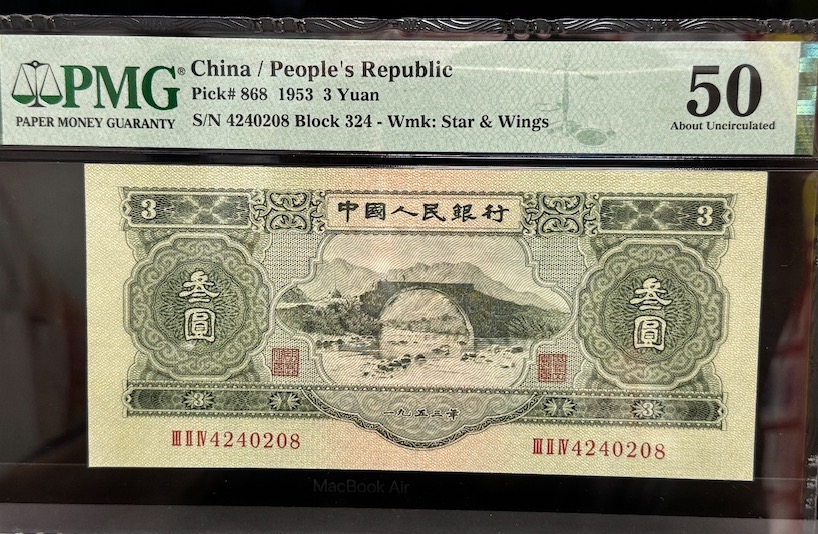 PMG®
PAPER MONEY GUARANTY
China / People's Republic
Pick# 868 1953 3 Yuan
S/N 4240208 Block 324 - Wmk: Star & Wings
50
About Uncirculated
3
中國人民銀行
3
叁圓
叁圓
3
一九五三年
3
ⅢⅡⅣ4240208
ⅢⅡⅣ4240208
MacBook Air